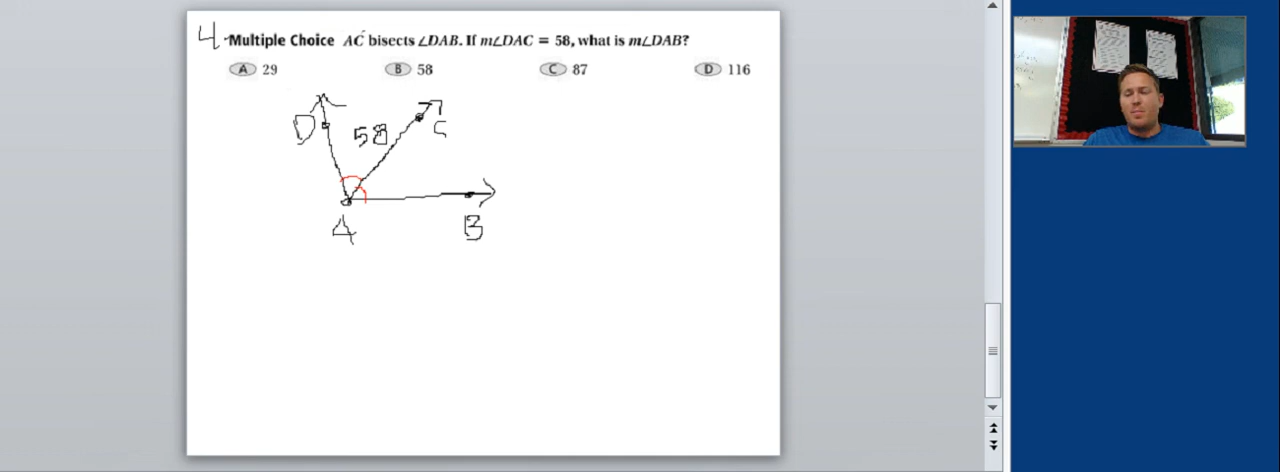 4. Multiple Choice AC bisects ∠DAB. If m∠DAC = 58, what is m∠DAB?
A 29 B 58 C 87 D 116
D 58 C
A B